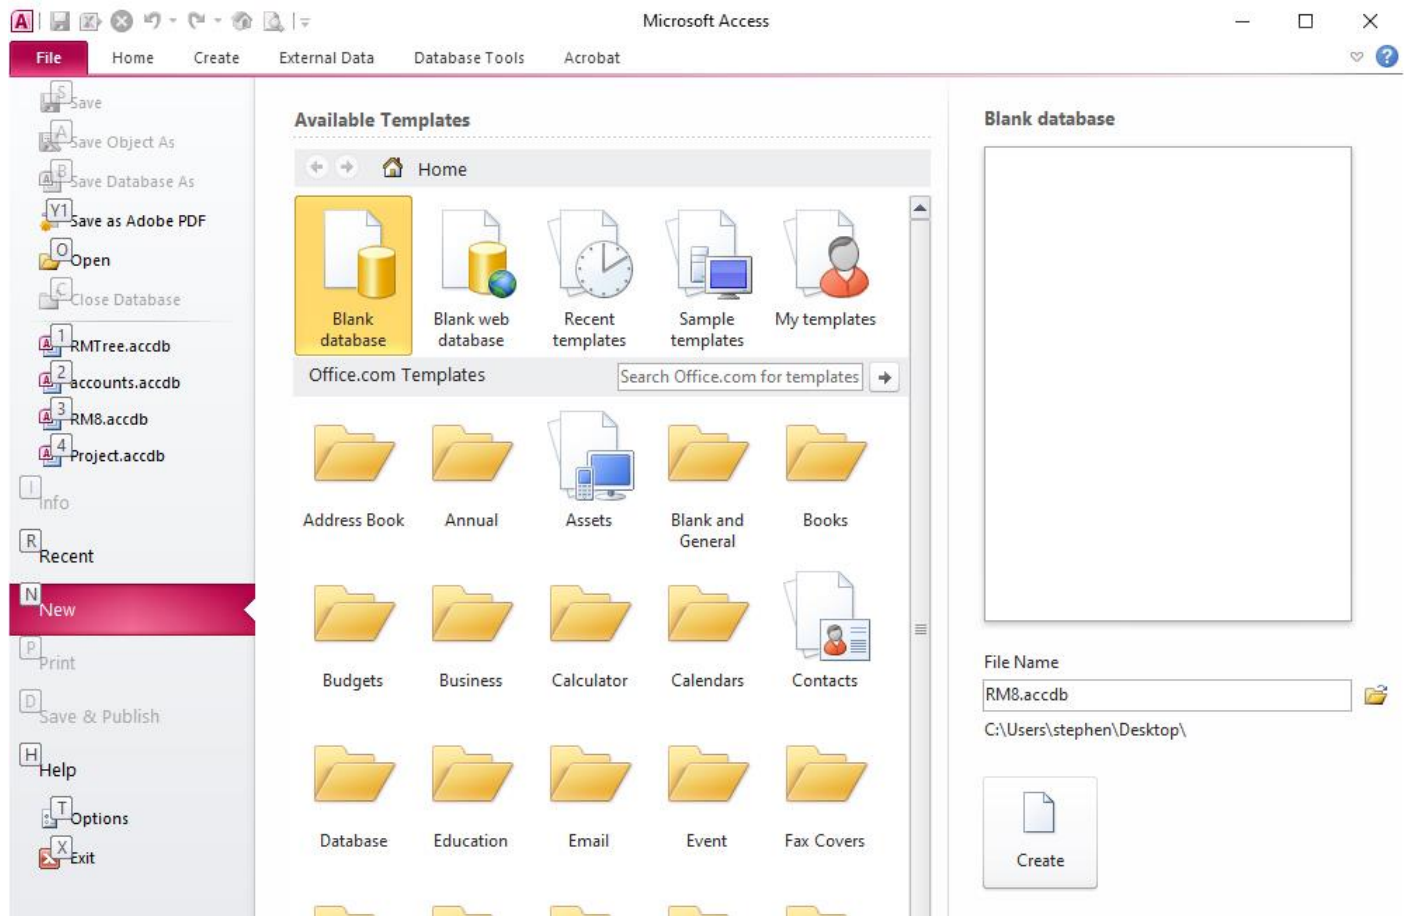 A
Microsoft Access
File Home Create External Data Database Tools Acrobat
?
S
Save
A
Save Object As
B
A
Save Database As
Y1
Save as Adobe PDF
O
Open
C
Close Database
1
A
RMTree.accdb
2
A
accounts.accdb
3
A
RM8.accdb
4
A
Project.accdb
I
Info
R
Recent
N
New
P
Print
D
Save & Publish
H
Help
T
Options
X
Exit
Available Templates
Home
Blank
database
Blank web
database
Recent
templates
Sample
templates
My templates
Office.com Templates
Search Office.com for templates
Address Book
Annual
Assets
Blank and
General
Books
Budgets
Business
Calculator
Calendars
Contacts
Database
Education
Email
Event
Fax Covers
Blank database
File Name
RM8.accdb
C:\Users\stephen\Desktop\
Create